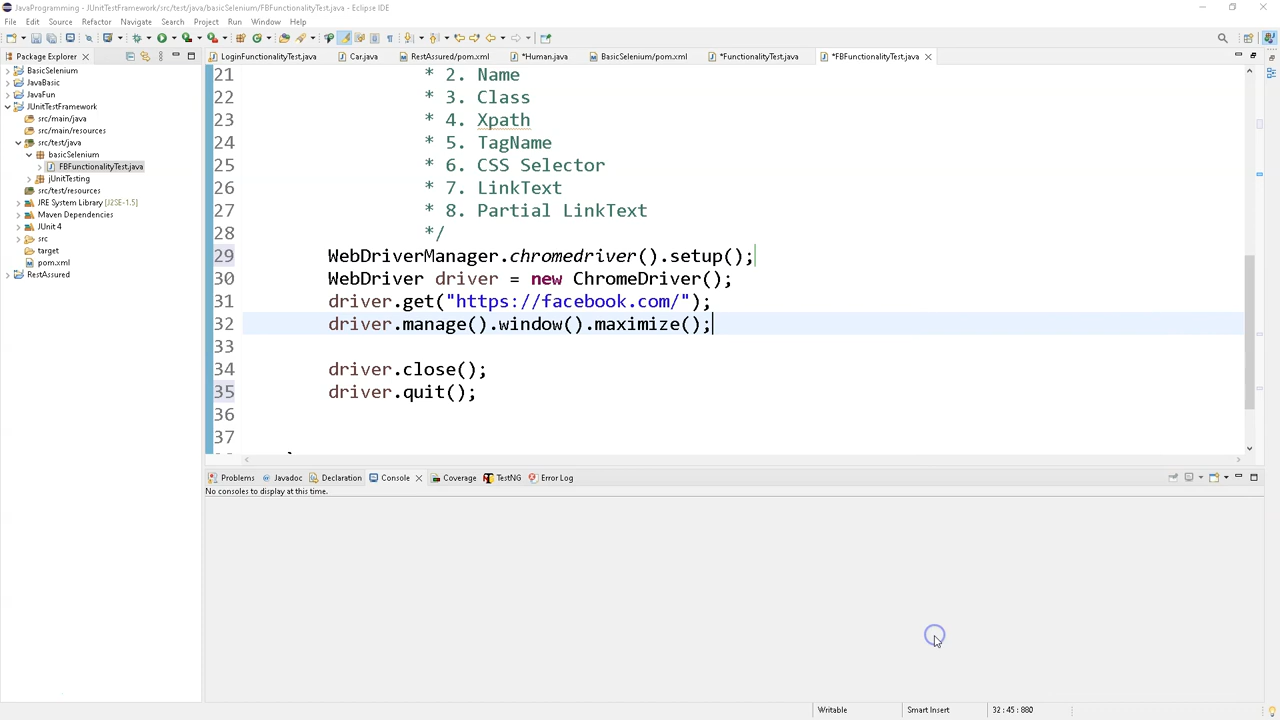 JavaProgramming - JUnitTestFramework/src/test/java/basicSelenium/FBFunctionalityTest.java - Eclipse IDE
File Edit Source Refactor Navigate Search Project Run Window Help
Package Explorer
LoginFunctionalityTest.java Car.java RestAssured/pom.xml *Human.java BasicSelenium/pom.xml *FunctionalityTest.java *FBFunctionalityTest.java
BasicSelenium
JavaBasic
JavaFun
JUnitTestFramework
src/main/java
src/main/resources
src/test/java
basicSelenium
FBFunctionalityTest.java
jUnitTesting
src/test/resources
JRE System Library [J2SE-1.5]
Maven Dependencies
JUnit 4
src
target
pom.xml
RestAssured
21 * 2. Name
22 * 3. Class
23 * 4. Xpath
24 * 5. TagName
25 * 6. CSS Selector
26 * 7. LinkText
27 * 8. Partial LinkText
28 */
29 WebDriverManager.chromedriver().setup();
30 WebDriver driver = new ChromeDriver();
31 driver.get("https://facebook.com/");
32 driver.manage().window().maximize();
33
34 driver.close();
35 driver.quit();
36
37
Problems Javadoc Declaration Console Coverage TestNG Error Log
No consoles to display at this time.
Writable Smart Insert 32 : 45 : 880